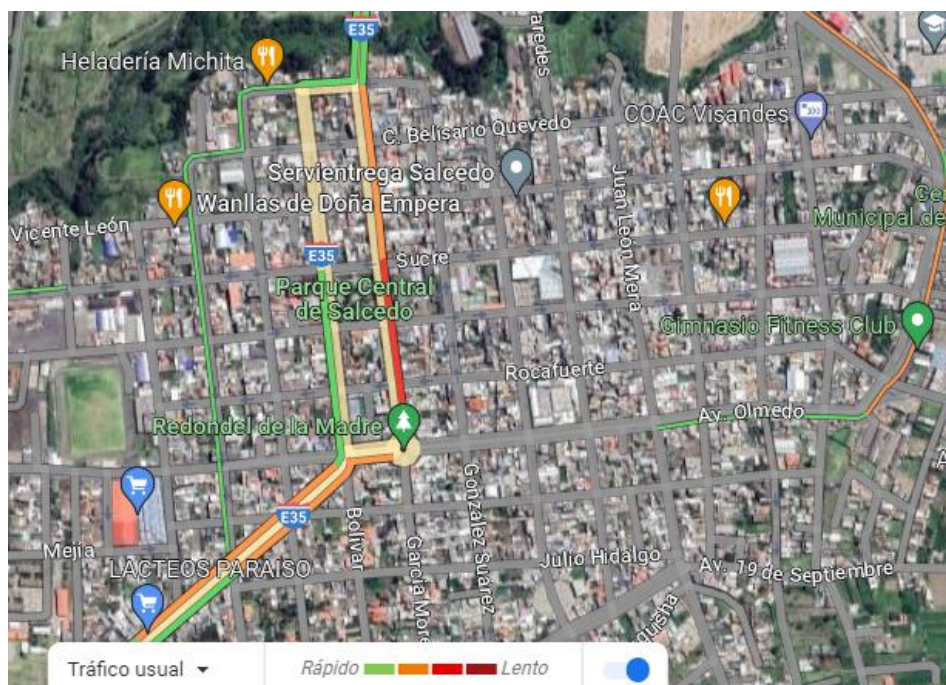 E35
Paredes
Heladería Michita
COAC Visandes
C. Belisario Quevedo
Servientrega Salcedo
Wanllas de Doña Empera
Juan León Mera
Vicente León
Ce
Municipal de
E35
Sucre
Parque Central
de Salcedo
Gimnasio Fitness Club
Rocafuerte
Av. Olmedo
Redondel de la Madre
E35
Bolívar
García More
González Suárez
Mejía
LACTEOS PARAISO
Julio Hidalgo
Av. 19 de Septiembre
Tráfico usual
Rápido
Lento